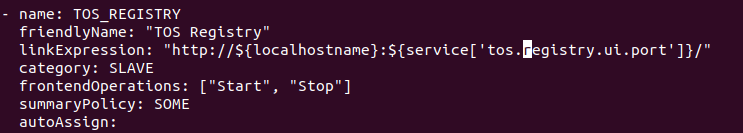 - name: TOS_REGISTRY
  friendlyName: "TOS Registry"
  linkExpression: "http://${localhostname}:${service['tos.registry.ui.port']}/"
  category: SLAVE
  frontendOperations: ["Start", "Stop"]
  summaryPolicy: SOME
  autoAssign: